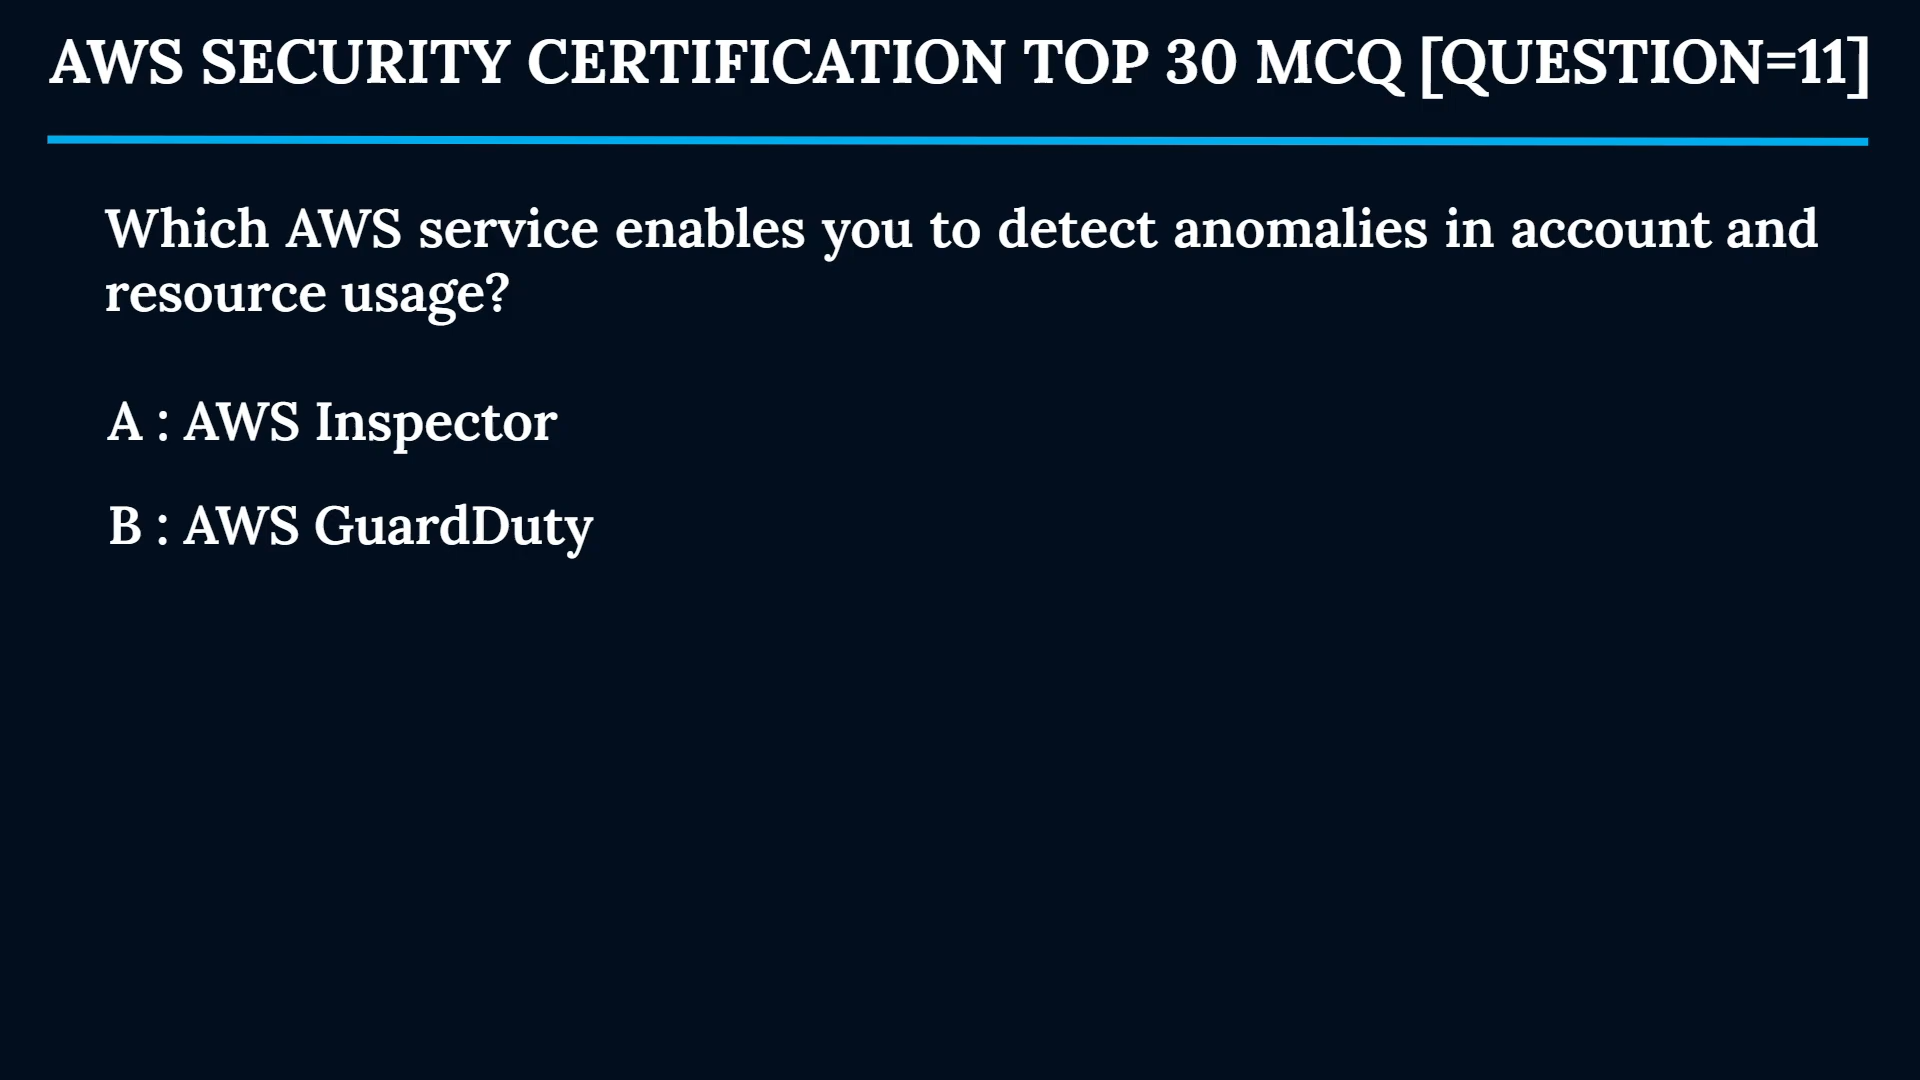 AWS SECURITY CERTIFICATION TOP 30 MCQ [QUESTION=11]
Which AWS service enables you to detect anomalies in account and
resource usage?
A : AWS Inspector
B : AWS GuardDuty